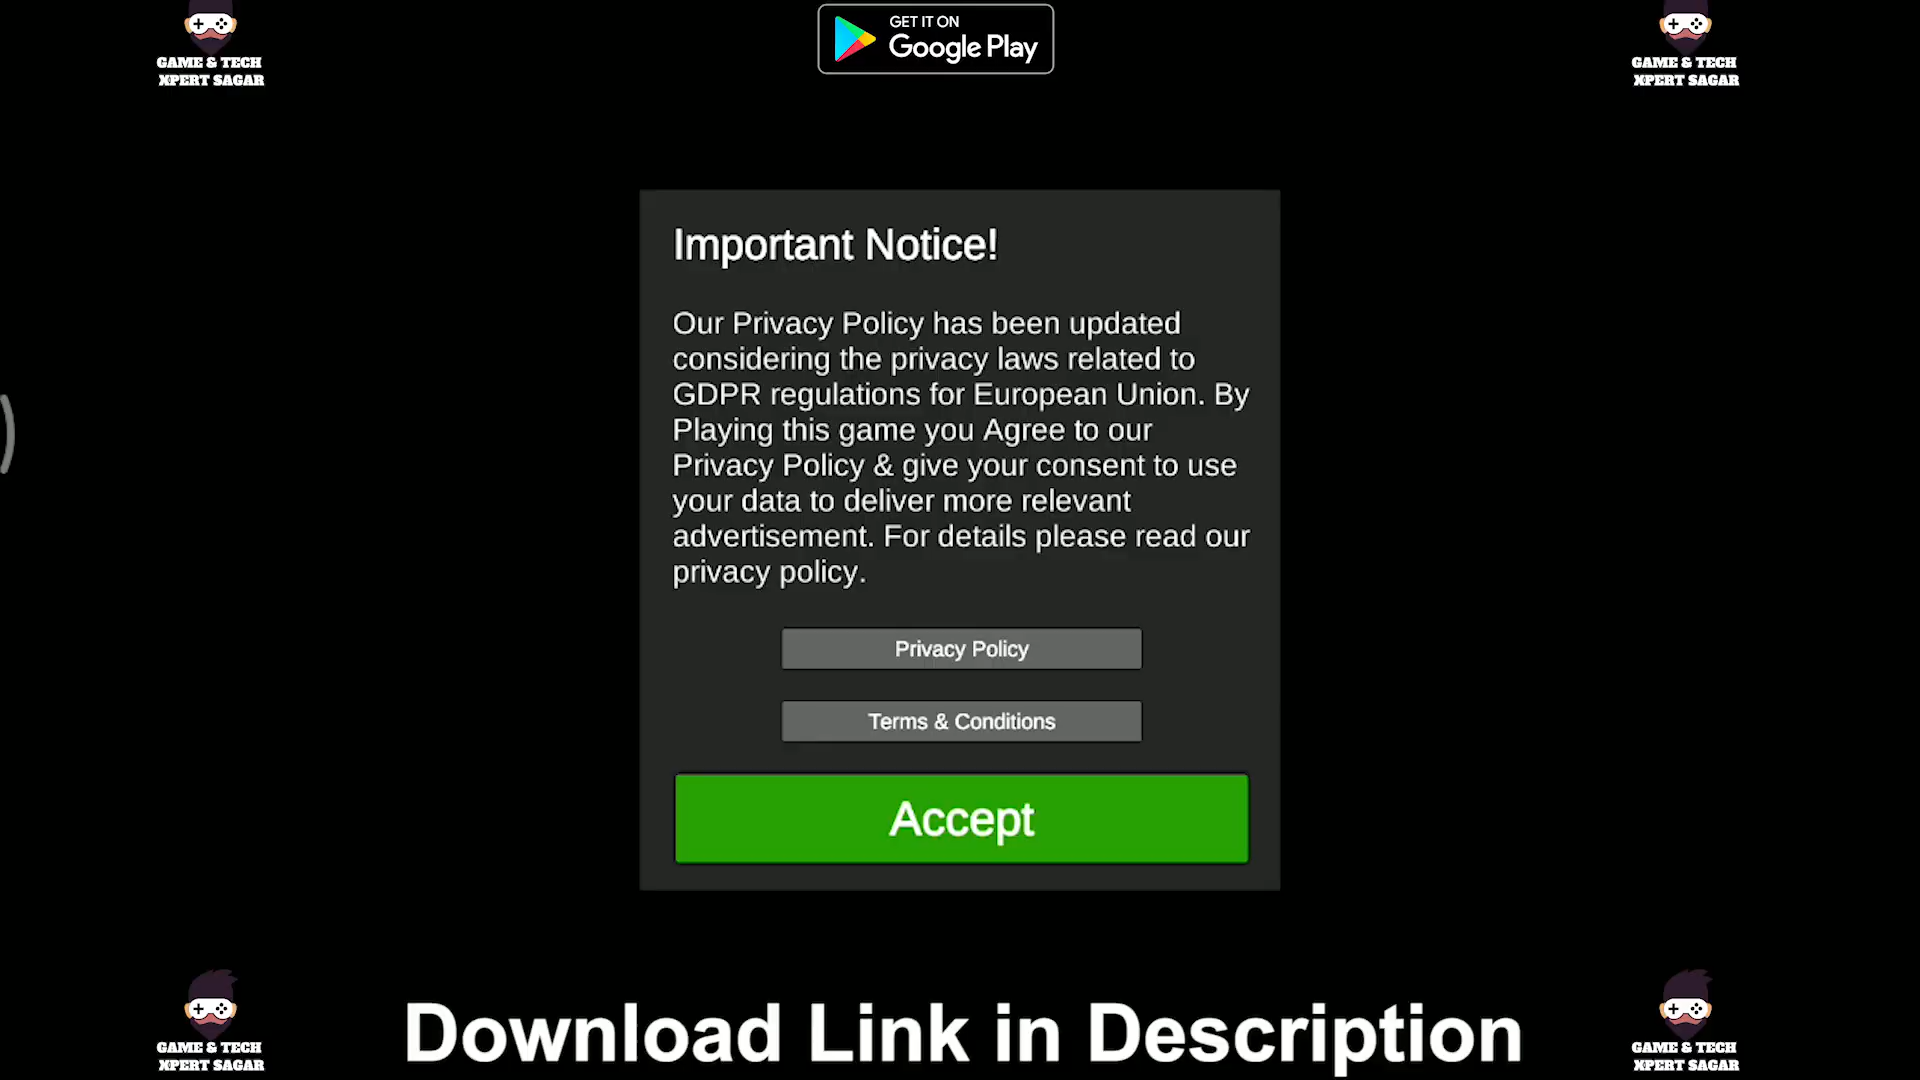 GET IT ON
Google Play
GAME & TECH
XPERT SAGAR
GAME & TECH
XPERT SAGAR
Important Notice!
Our Privacy Policy has been updated
considering the privacy laws related to
GDPR regulations for European Union. By
Playing this game you Agree to our
Privacy Policy & give your consent to use
your data to deliver more relevant
advertisement. For details please read our
privacy policy.
Privacy Policy
Terms & Conditions
Accept
Download Link in Description
GAME & TECH
XPERT SAGAR
GAME & TECH
XPERT SAGAR